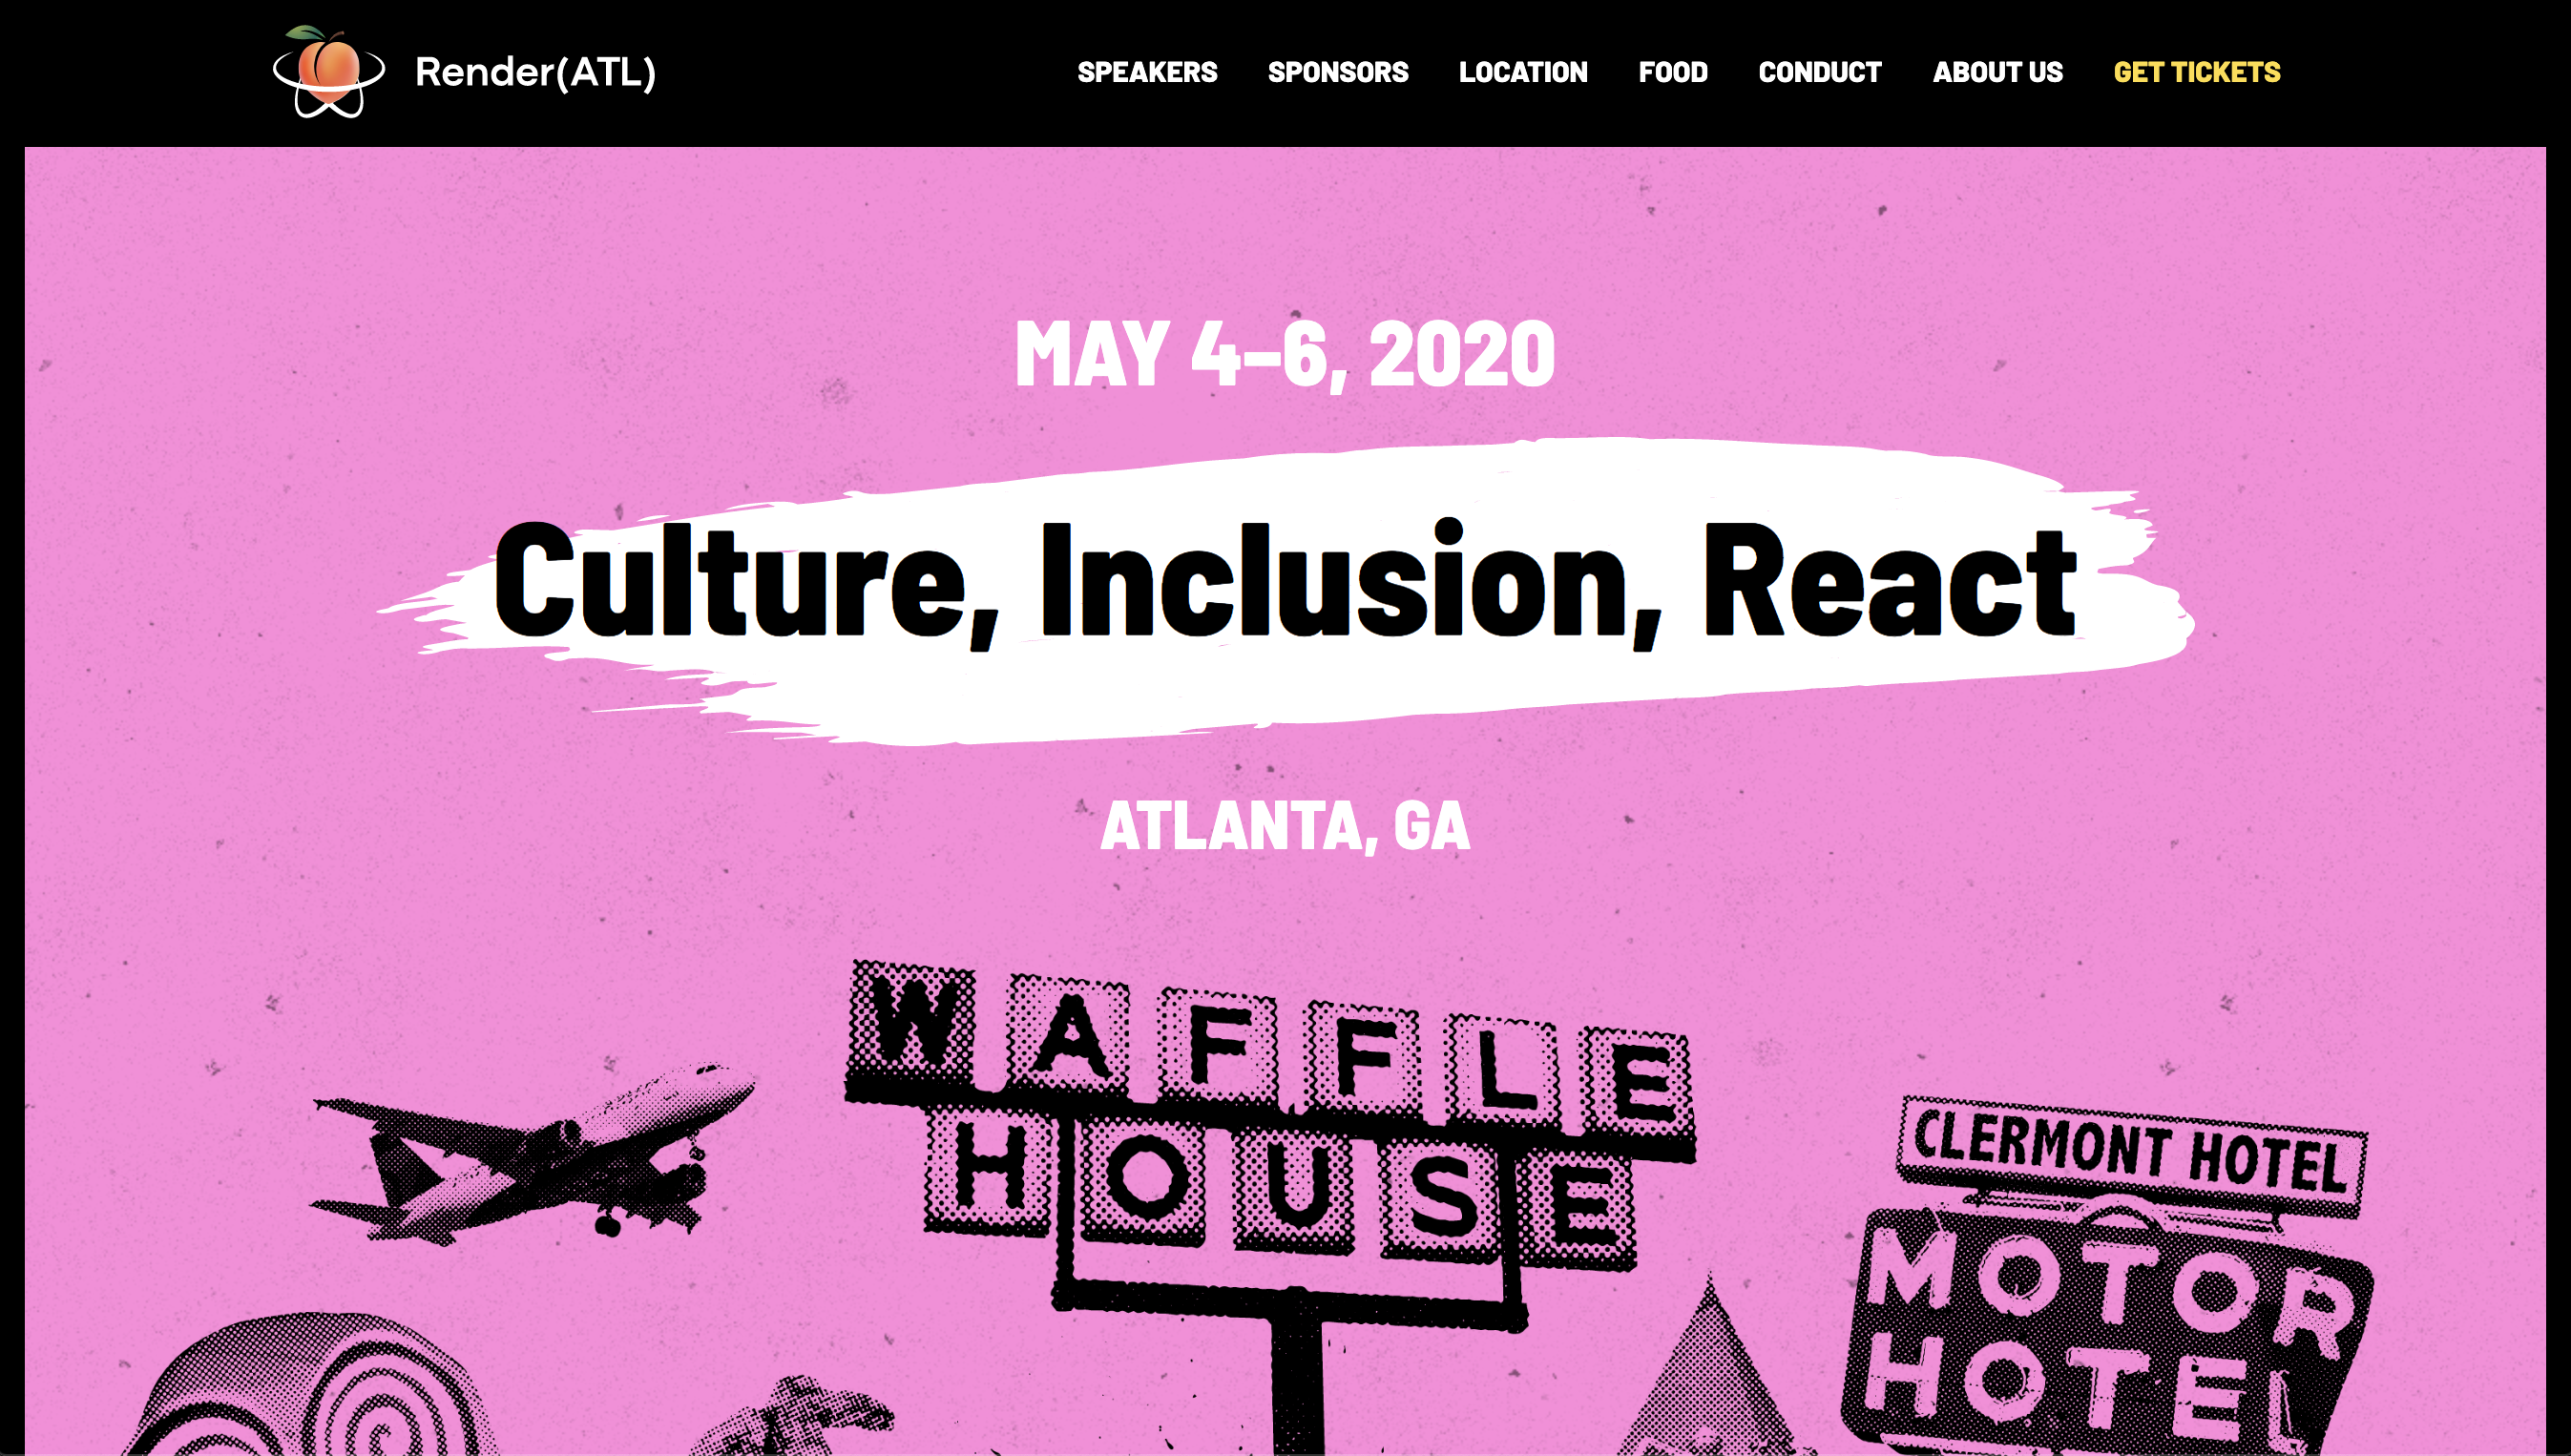 Render(ATL)
SPEAKERS
SPONSORS
LOCATION
FOOD
CONDUCT
ABOUT US
GET TICKETS
MAY 4–6, 2020
Culture, Inclusion, React
ATLANTA, GA
WAFFLE
HOUSE
CLERMONT HOTEL
MOTOR
HOTEL